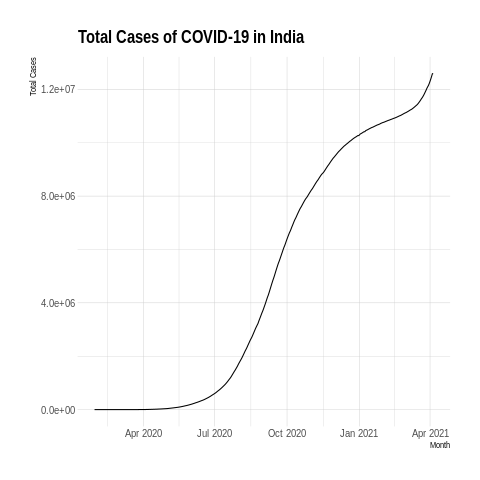 Total Cases of COVID-19 in India
Total Cases
1.2e+07
8.0e+06
4.0e+06
0.0e+00
Apr 2020 Jul 2020 Oct 2020 Jan 2021 Apr 2021
Month